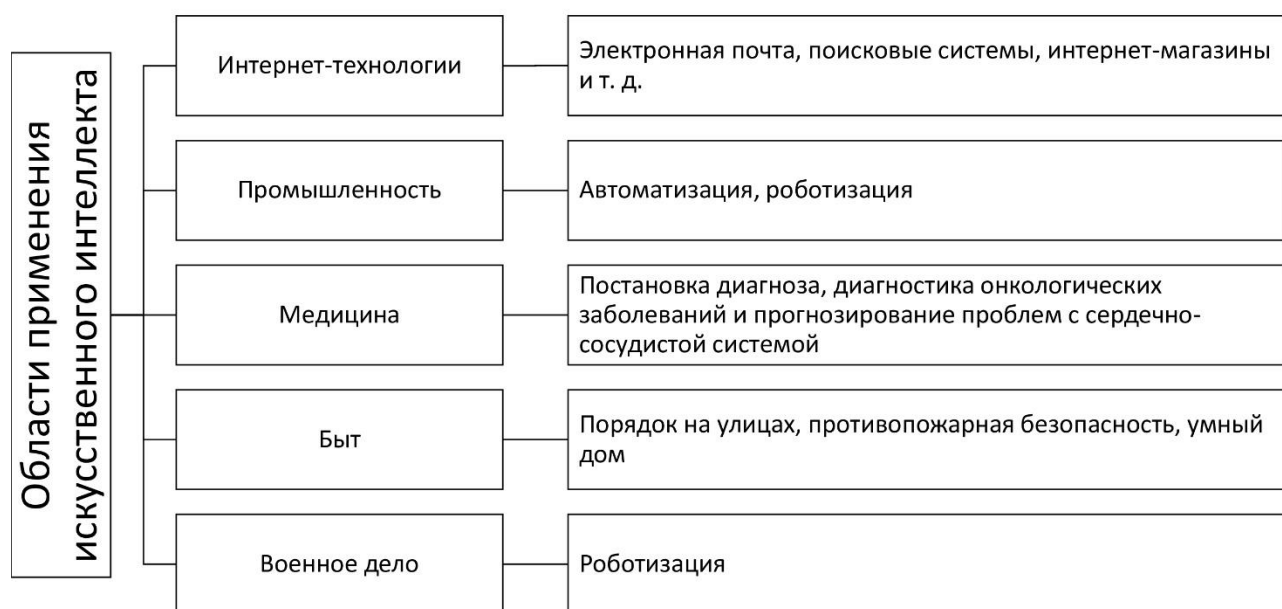 Области применения
искусственного интеллекта
Интернет-технологии
Электронная почта, поисковые системы, интернет-магазины
и т. д.
Промышленность
Автоматизация, роботизация
Медицина
Постановка диагноза, диагностика онкологических
заболеваний и прогнозирование проблем с сердечно-
сосудистой системой
Быт
Порядок на улицах, противопожарная безопасность, умный
дом
Военное дело
Роботизация